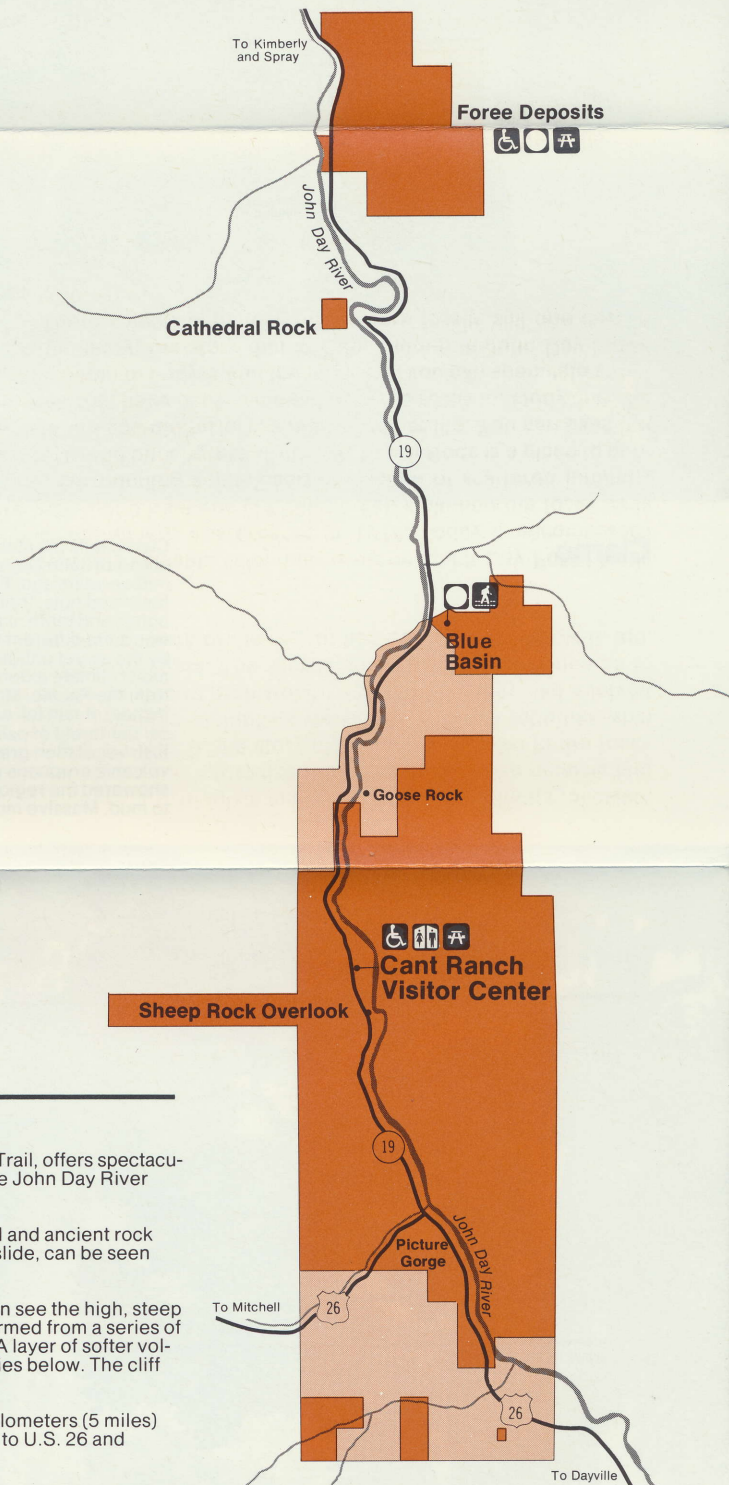 To Kimberly
and Spray
Foree Deposits
John Day River
Cathedral Rock
19
Blue
Basin
Goose Rock
Cant Ranch
Visitor Center
Sheep Rock Overlook
19
Trail, offers spectacu-
e John Day River
l and ancient rock
slide, can be seen
n see the high, steep
rmed from a series of
A layer of softer vol-
ies below. The cliff
lometers (5 miles)
to U.S. 26 and
John Day River
Picture
Gorge
To Mitchell
26
26
To Dayville